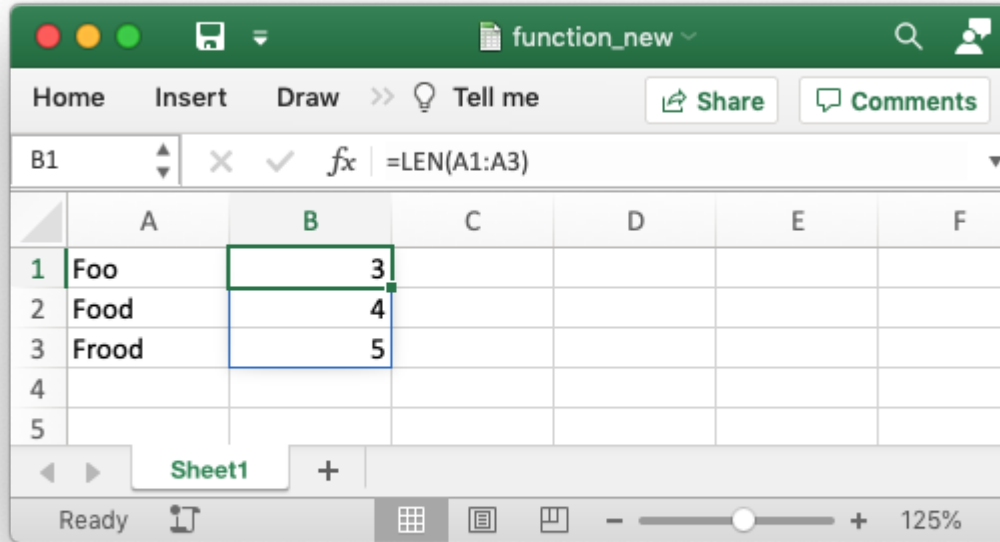 function_new
Home Insert Draw Tell me Share Comments
B1 fx =LEN(A1:A3)
A B C D E F
1 Foo 3
2 Food 4
3 Frood 5
4
5
Sheet1 +
Ready - + 125%